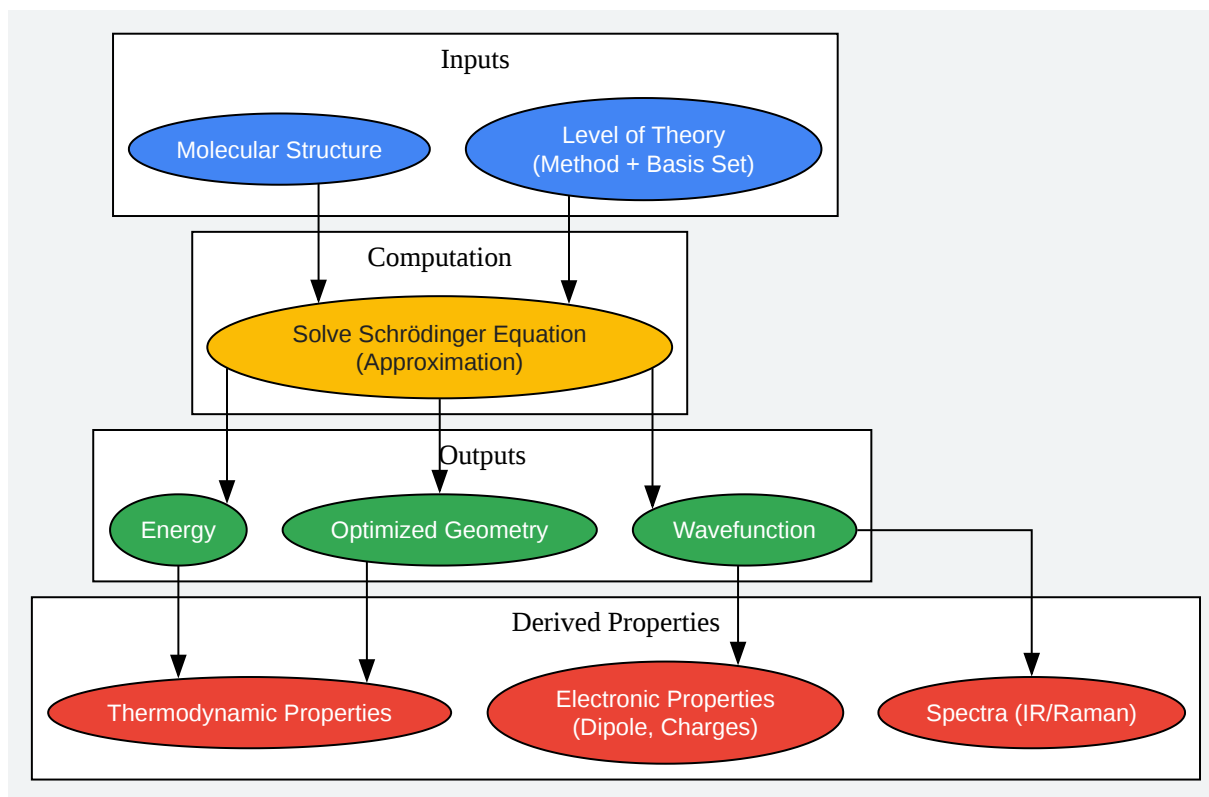 Inputs
Molecular Structure
Level of Theory
(Method + Basis Set)
Computation
Solve Schrödinger Equation
(Approximation)
Outputs
Energy
Optimized Geometry
Wavefunction
Derived Properties
Thermodynamic Properties
Electronic Properties
(Dipole, Charges)
Spectra (IR/Raman)